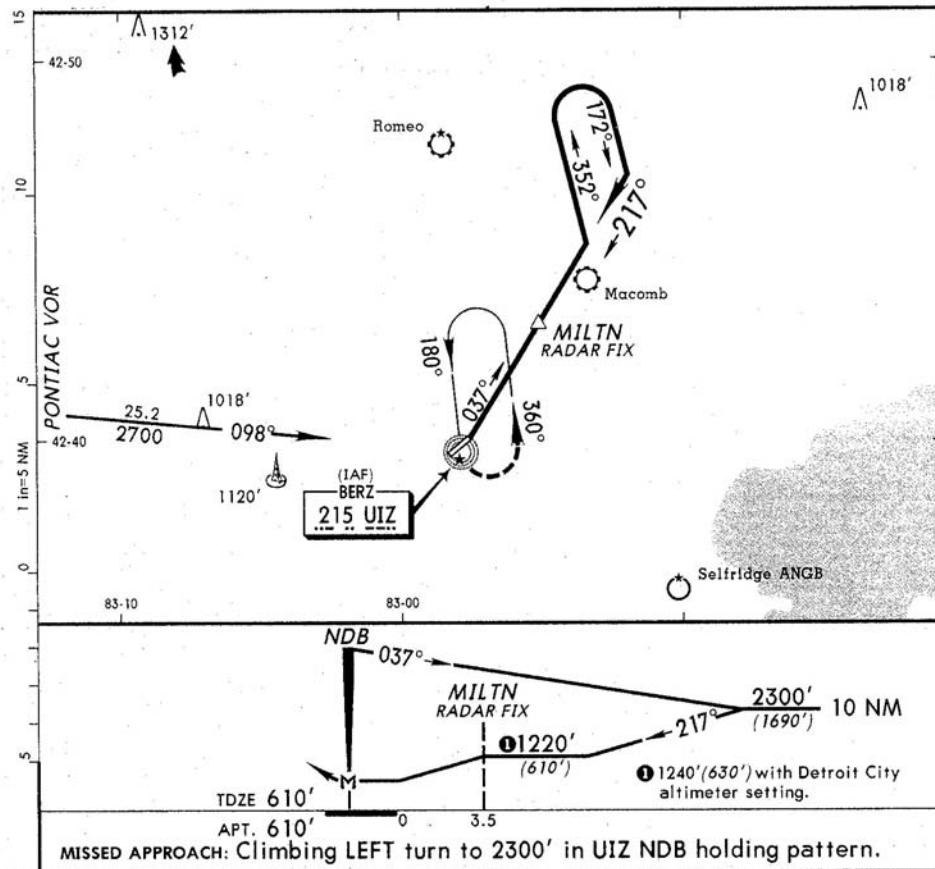 15
1312'
42-50
1018'
Romeo
172°
352°
217°
10
Macomb
MILTN
RADAR FIX
PONTIAC VOR
180°
037°
360°
5
1018'
25.2
2700
098°
42-40
1 in=5 NM
1120'
(IAF)
BERZ
215 UIZ
0
Selfridge ANGB
83-10
83-00
NDB
037°
MILTN
RADAR FIX
2300'
(1690')
10 NM
217°
❶1220'
(610')
5
M
❶ 1240'(630') with Detroit City
altimeter setting.
TDZE 610'
0
3.5
APT. 610'
MISSED APPROACH: Climbing LEFT turn to 2300' in UIZ NDB holding pattern.